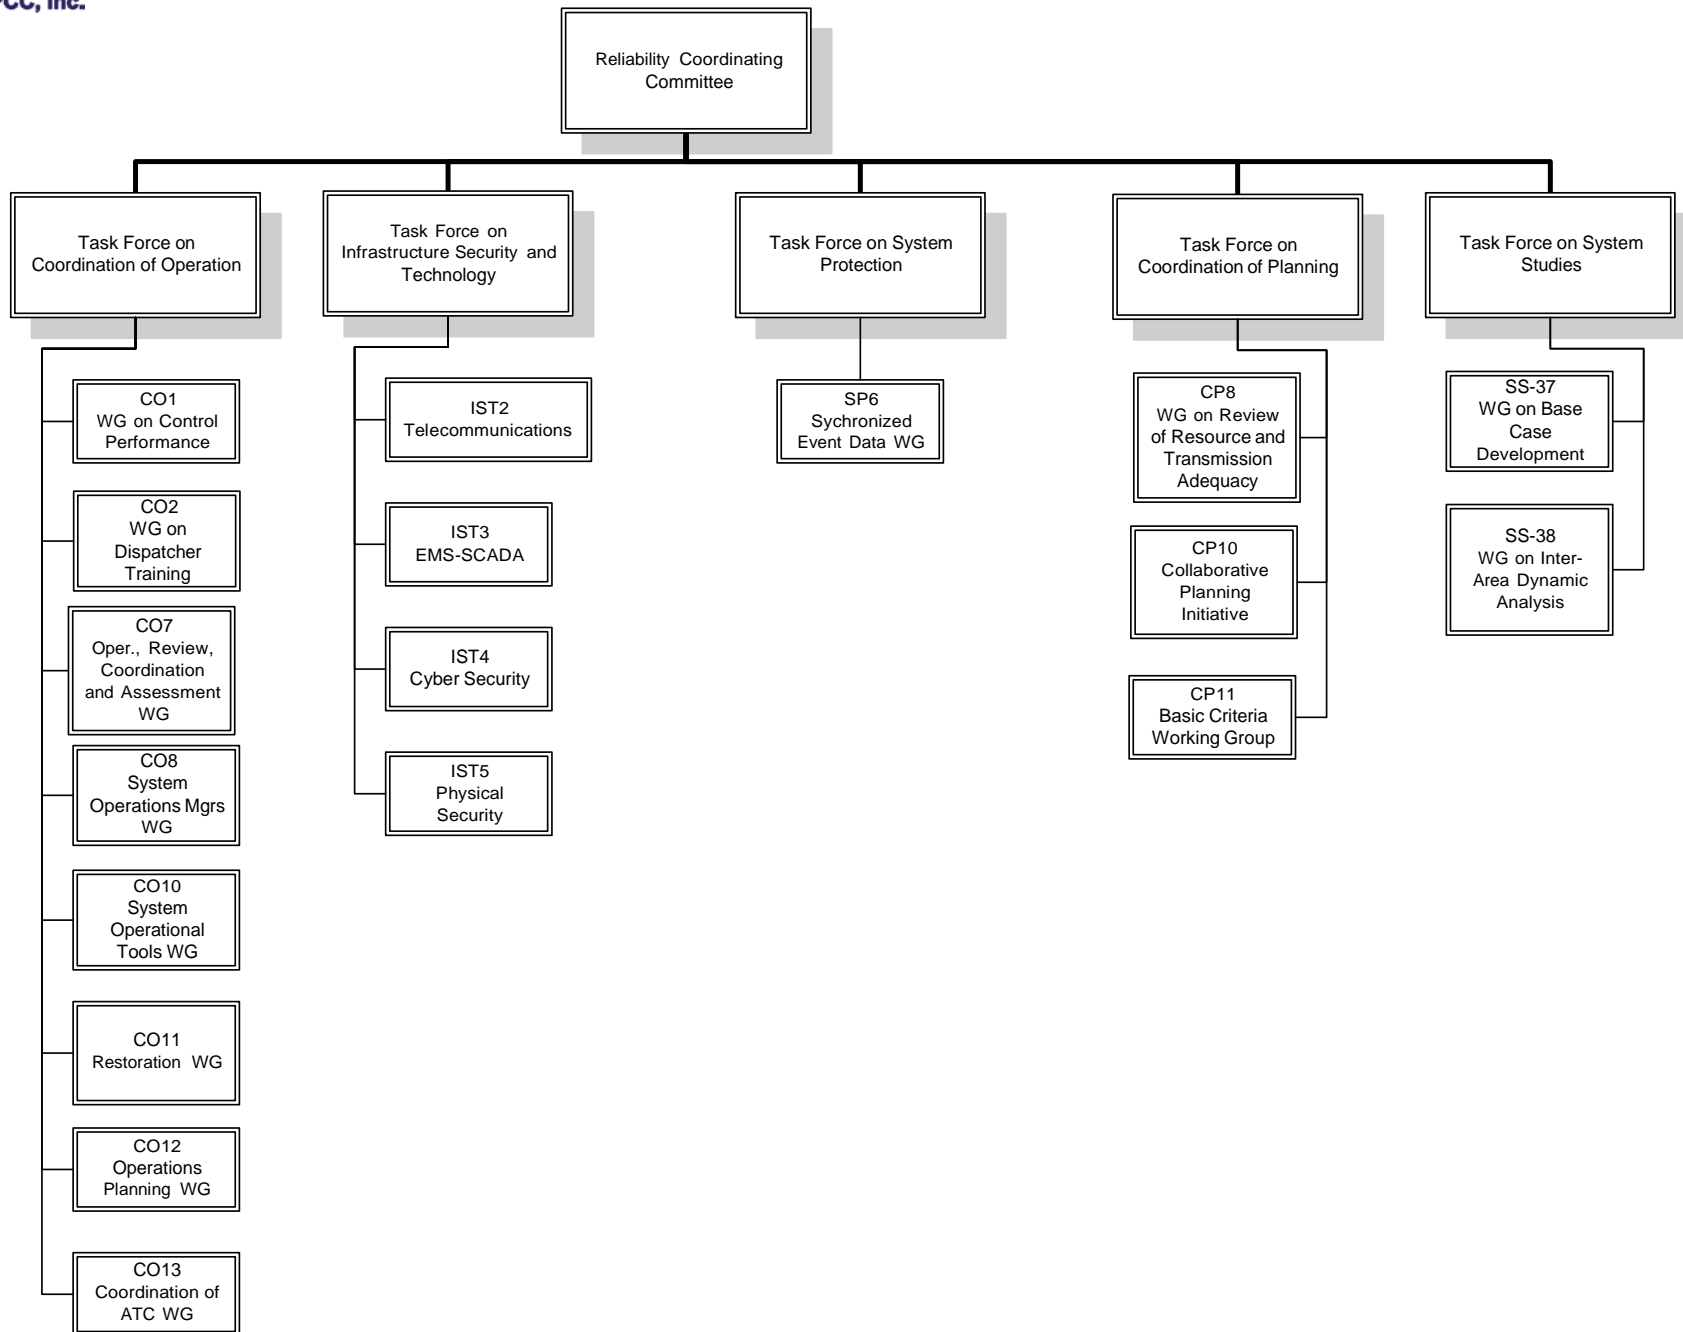 Reliability Coordinating
Committee
Task Force on
Coordination of Operation
Task Force on
Infrastructure Security and
Technology
Task Force on System
Protection
Task Force on
Coordination of Planning
Task Force on System
Studies
CO1
WG on Control
Performance
CO2
WG on
Dispatcher
Training
CO7
Oper., Review,
Coordination
and Assessment
WG
CO8
System
Operations Mgrs
WG
CO10
System
Operational
Tools WG
CO11
Restoration WG
CO12
Operations
Planning WG
CO13
Coordination of
ATC WG
IST2
Telecommunications
IST3
EMS-SCADA
IST4
Cyber Security
IST5
Physical
Security
SP6
Sychronized
Event Data WG
CP8
WG on Review
of Resource and
Transmission
Adequacy
CP10
Collaborative
Planning
Initiative
CP11
Basic Criteria
Working Group
SS-37
WG on Base
Case
Development
SS-38
WG on Inter-
Area Dynamic
Analysis